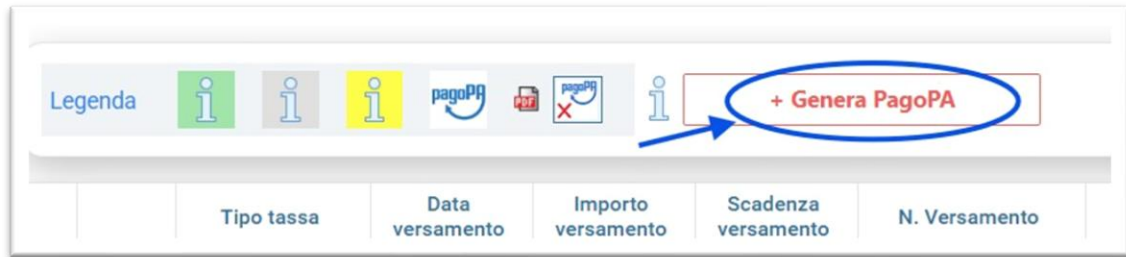 Legenda i i i pagoPA PDF pagoPA i + Genera PagoPA
Tipo tassa Data versamento Importo versamento Scadenza versamento N. Versamento